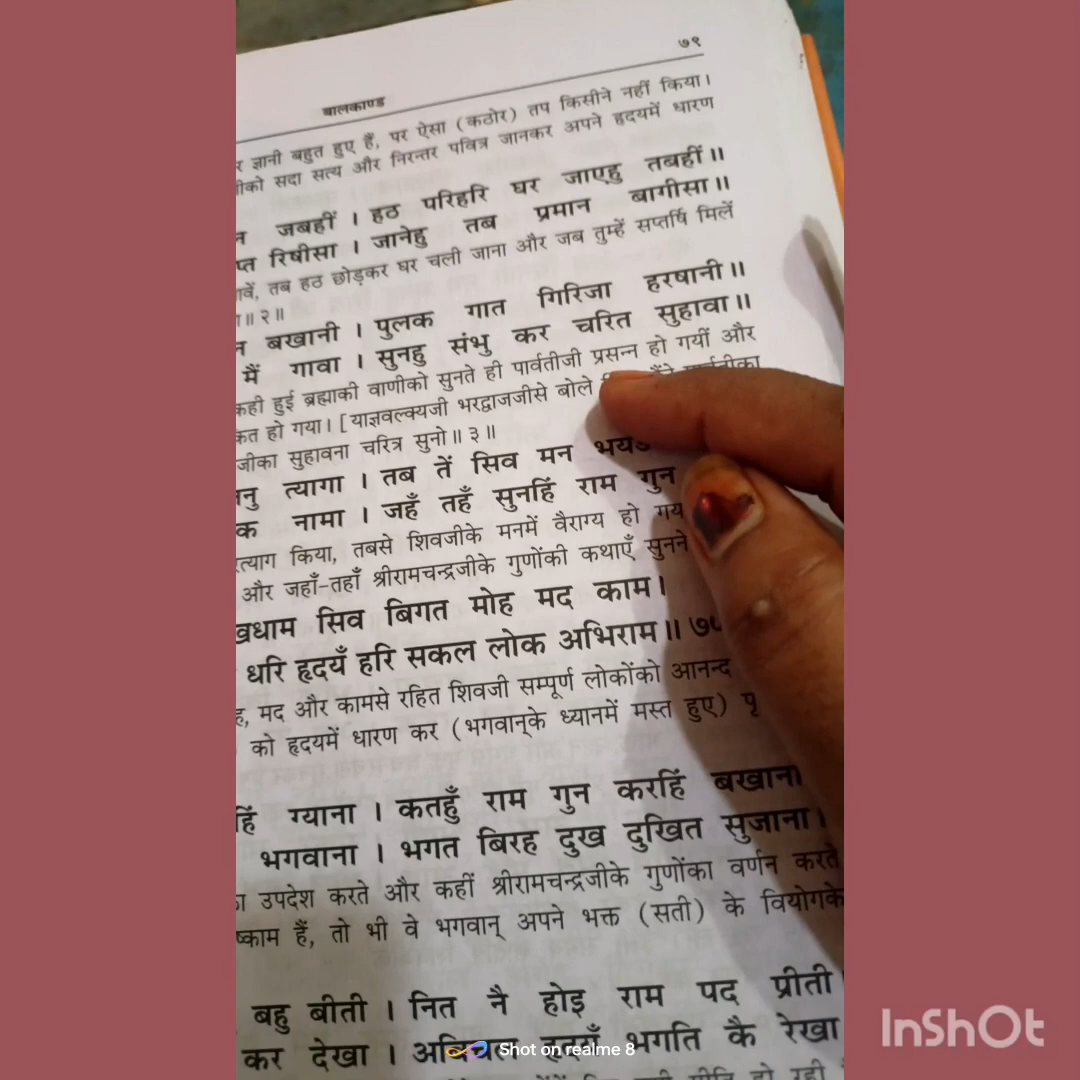 ७९
बालकाण्ड
र ज्ञानी बहुत हुए हैं, पर ऐसा (कठोर) तप किसीने नहीं किया।
ीको सदा सत्य और निरन्तर पवित्र जानकर अपने हृदयमें धारण
न जबहीं । हठ परिहरि घर जाएहु तबहीं॥
प्त रिषीसा । जानेहु तब प्रमान बागीसा॥
ावें, तब हठ छोड़कर घर चली जाना और जब तुम्हें सप्तर्षि मिलें
ा॥ २॥
न बखानी । पुलक गात गिरिजा हरषानी॥
मैं गावा । सुनहु संभु कर चरित सुहावा॥
कही हुई ब्रह्माकी वाणीको सुनते ही पार्वतीजी प्रसन्न हो गयीं और
कत हो गया। [याज्ञवल्क्यजी भरद्वाजजीसे बोले
जीका सुहावना चरित्र सुनो॥ ३॥
नु त्यागा । तब तें सिव मन भयउ
क नामा । जहँ तहँ सुनहिं राम गुन
त्याग किया, तबसे शिवजीके मनमें वैराग्य हो गय
और जहाँ-तहाँ श्रीरामचन्द्रजीके गुणोंकी कथाएँ सुनने
धाम सिव बिगत मोह मद काम।
धरि हृदयँ हरि सकल लोक अभिराम॥
ह, मद और कामसे रहित शिवजी सम्पूर्ण लोकोंको आनन्द
को हृदयमें धारण कर (भगवान्‌के ध्यानमें मस्त हुए) पृ
हिं ग्याना । कतहुँ राम गुन करहिं बखाना
भगवाना । भगत बिरह दुख दुखित सुजाना।
ा उपदेश करते और कहीं श्रीरामचन्द्रजीके गुणोंका वर्णन करते
ष्काम हैं, तो भी वे भगवान् अपने भक्त (सती) के वियोगके
बहु बीती । नित नै होइ राम पद प्रीती
कर देखा । हृदयँ भगति कै रेखा
Shot on realme 8
InShOt